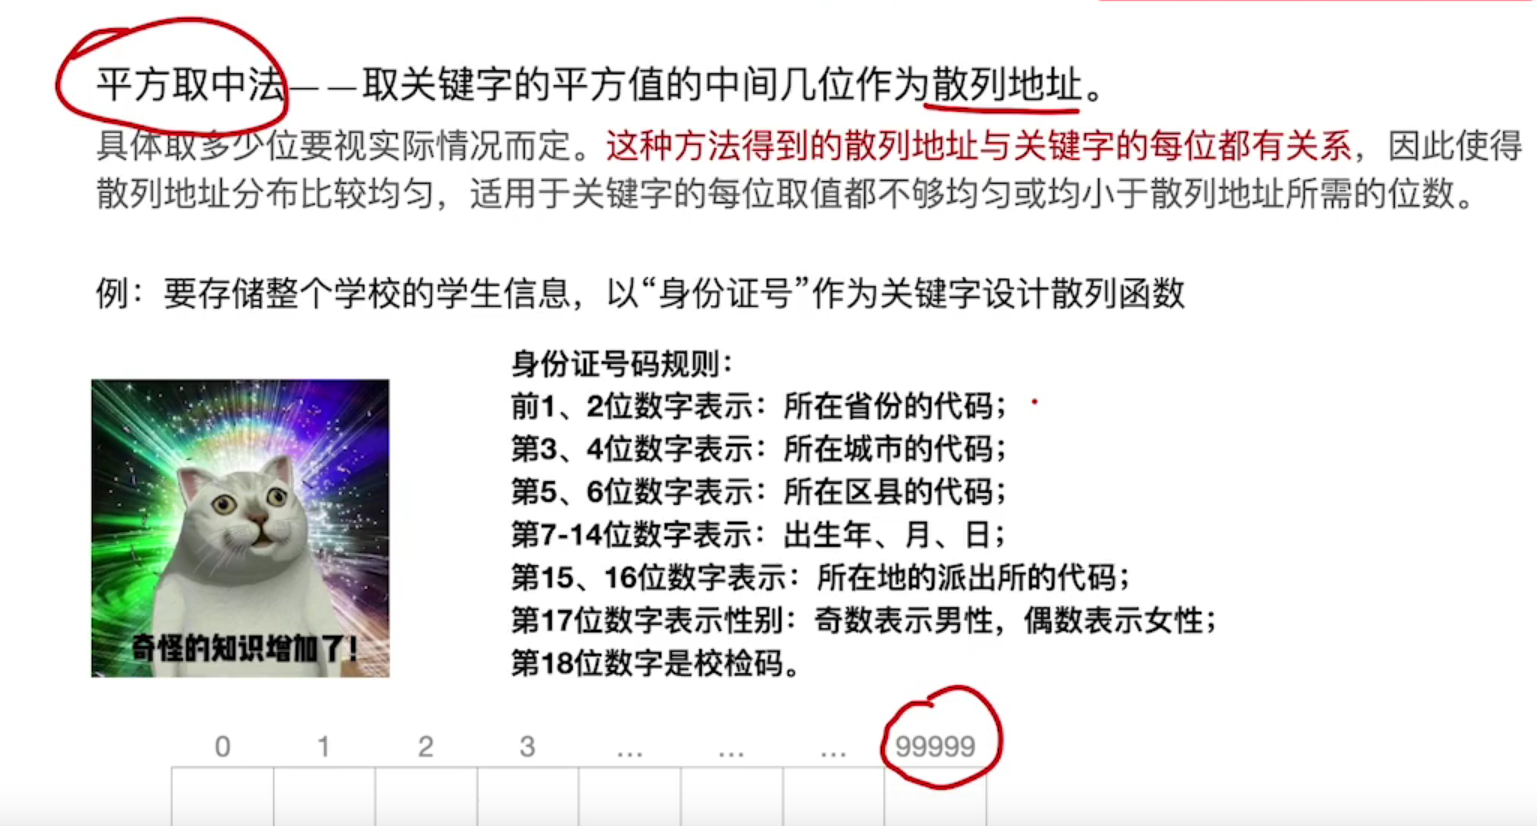 平方取中法——取关键字的平方值的中间几位作为散列地址。
具体取多少位要视实际情况而定。这种方法得到的散列地址与关键字的每位都有关系，因此使得
散列地址分布比较均匀，适用于关键字的每位取值都不够均匀或均小于散列地址所需的位数。
例：要存储整个学校的学生信息，以“身份证号”作为关键字设计散列函数
身份证号码规则：
前1、2位数字表示：所在省份的代码；
第3、4位数字表示：所在城市的代码；
第5、6位数字表示：所在区县的代码；
第7-14位数字表示：出生年、月、日；
第15、16位数字表示：所在地的派出所的代码；
第17位数字表示性别：奇数表示男性，偶数表示女性；
第18位数字是校检码。
奇怪的知识增加了！
0 1 2 3 ... ... ... 99999